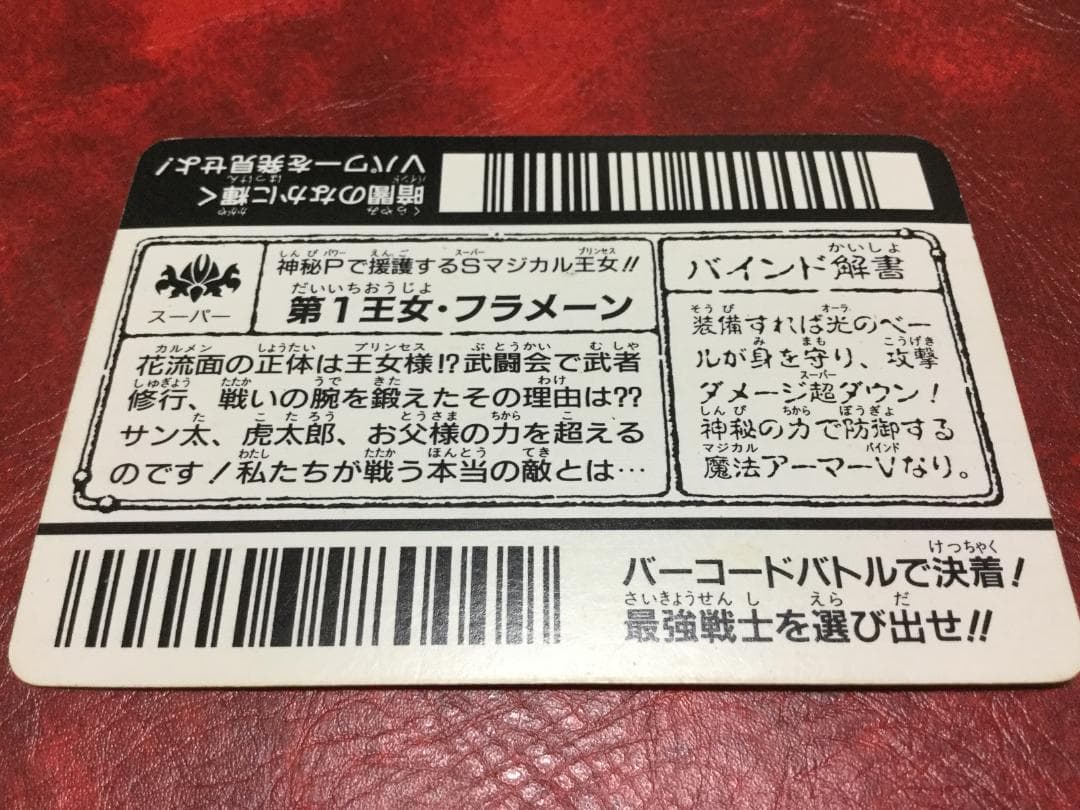 暗闇のなかに輝く
Vパワーを発見せよ!
スーパー
神秘Pで援護するSマジカル王女!!
第1王女・フラメーン
花流面の正体は王女様!?武闘会で武者
修行、戦いの腕を鍛えたその理由は??
サン太、虎太郎、お父様の力を超える
のです!私たちが戦う本当の敵とは…
バインド解書
装備すれば光のベー
ルが身を守り、攻撃
ダメージ超ダウン!
神秘の力で防御する
魔法アーマーVなり。
バーコードバトルで決着!
最強戦士を選び出せ!!